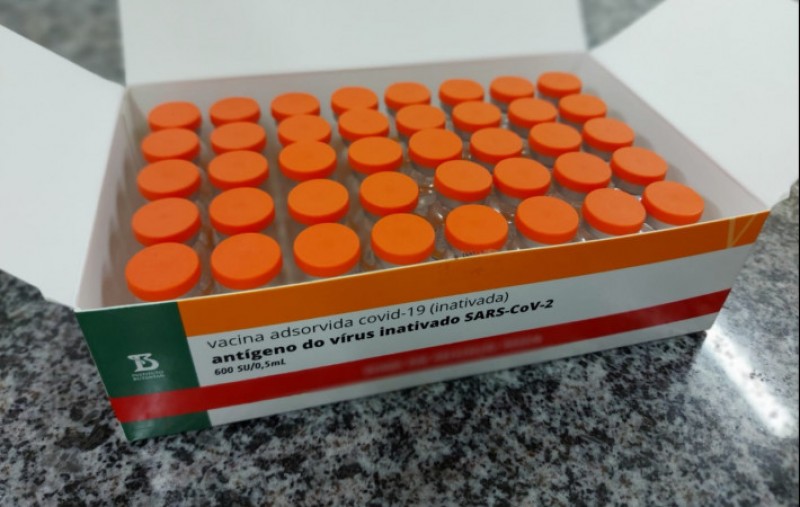 vacina adsorvida covid-19 (inativada)
antígeno do vírus inativado SARS-CoV-2
600 SU/0,5mL